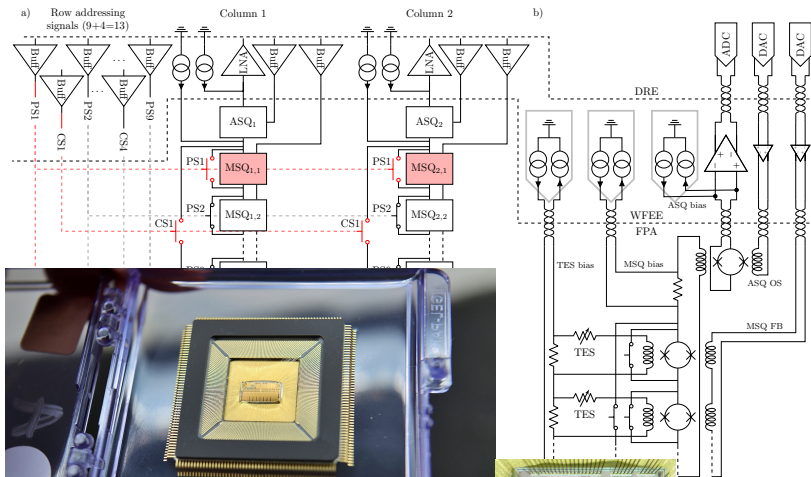 a)
Row addressing
signals (9+4=13)
Column 1
Column 2
b)
Buff
Buff
Buff
LNA
Buff
Buff
LNA
Buff
Buff
ADC
DAC
DAC
Buff
Buff
PS1
CS1
PS2
CS4
PS9
ASQ1
ASQ2
DRE
PS1
MSQ1,1
PS1
MSQ2,1
PS2
MSQ1,2
PS2
MSQ2,2
CS1
CS1
ASQ bias
WFEE
FPA
TES bias
MSQ bias
ASQ OS
MSQ FB
TES
TES